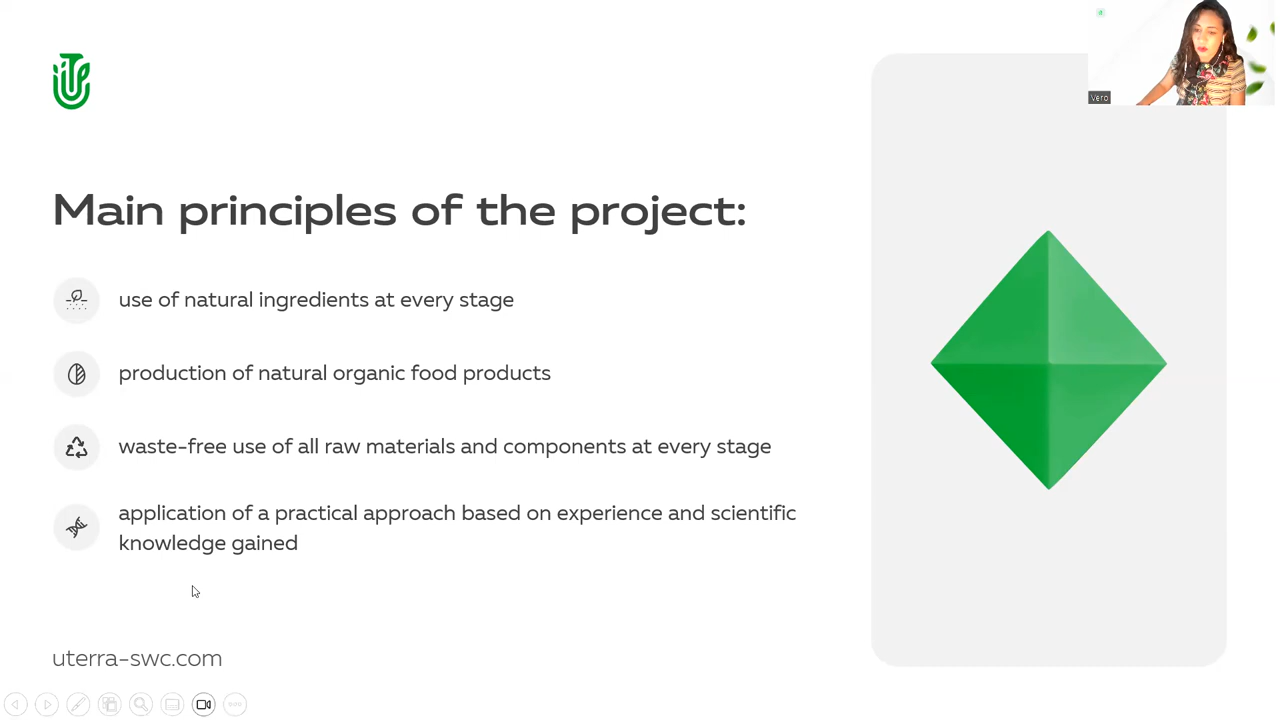 Vero
Main principles of the project:
use of natural ingredients at every stage
production of natural organic food products
waste-free use of all raw materials and components at every stage
application of a practical approach based on experience and scientific
knowledge gained
uterra-swc.com